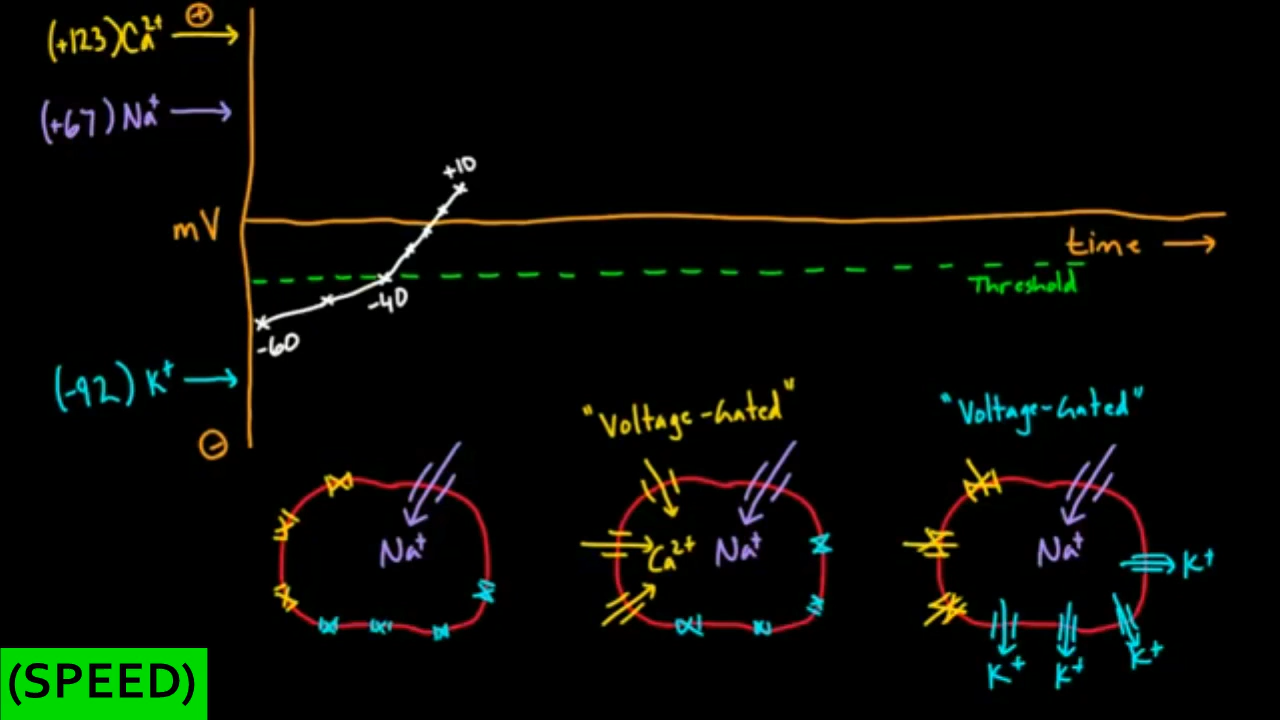 ⊕
(+123)Ca²⁺ →
(+67) Na⁺ →
+10
mV
time →
Threshold
-40
-60
(-92) K⁺ →
⊖
"Voltage-Gated"
"Voltage-Gated"
Na⁺
Ca²⁺ Na⁺
Na⁺
K⁺
K⁺ K⁺ K⁺
(SPEED)